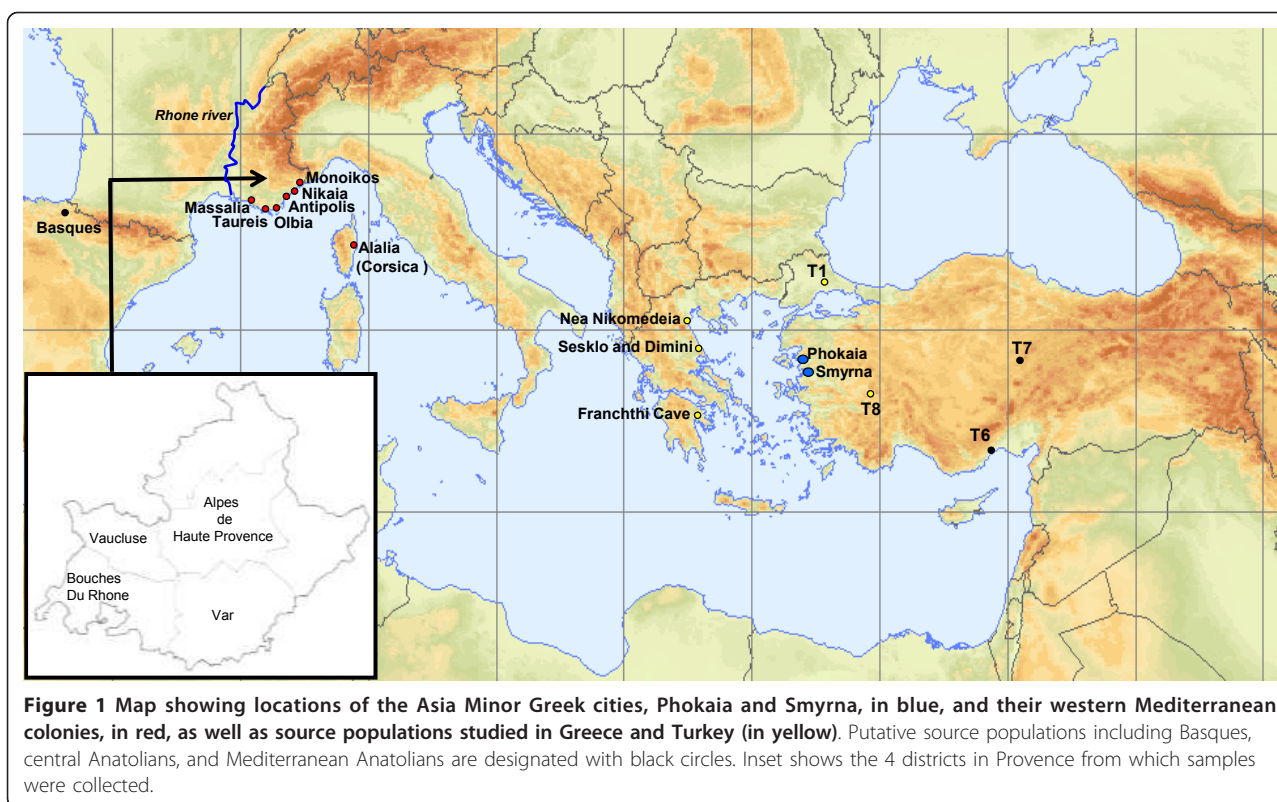 Rhone river
Monoikos
Nikaia
Antipolis
Massalia
Taureis
Olbia
Basques
Alalia
(Corsica )
T1
Nea Nikomedeia
Sesklo and Dimini
Phokaia
Smyrna
T7
T8
Franchthi Cave
T6
Alpes
de
Haute Provence
Vaucluse
Bouches
Du Rhone
Var
Figure 1 Map showing locations of the Asia Minor Greek cities, Phokaia and Smyrna, in blue, and their western Mediterranean
colonies, in red, as well as source populations studied in Greece and Turkey (in yellow). Putative source populations including Basques,
central Anatolians, and Mediterranean Anatolians are designated with black circles. Inset shows the 4 districts in Provence from which samples
were collected.